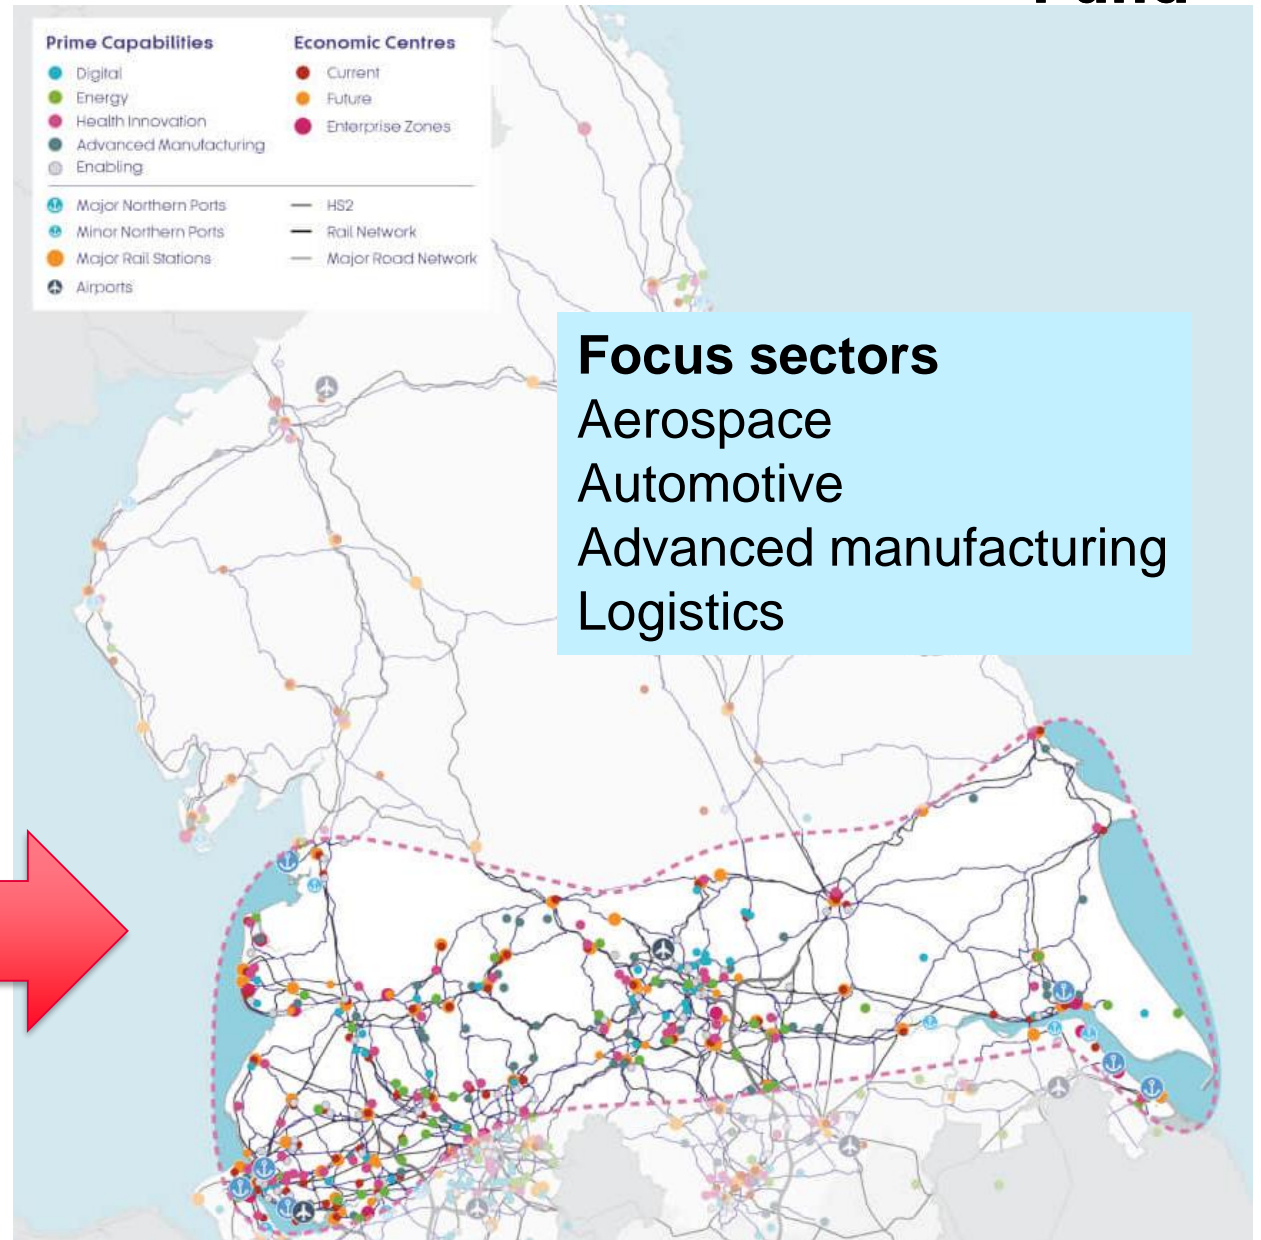 Prime Capabilities
Digital
Energy
Health Innovation
Advanced Manufacturing
Enabling
Economic Centres
Current
Future
Enterprise Zones
Major Northern Ports
Minor Northern Ports
Major Rail Stations
Airports
HS2
Rail Network
Major Road Network
Focus sectors
Aerospace
Automotive
Advanced manufacturing
Logistics